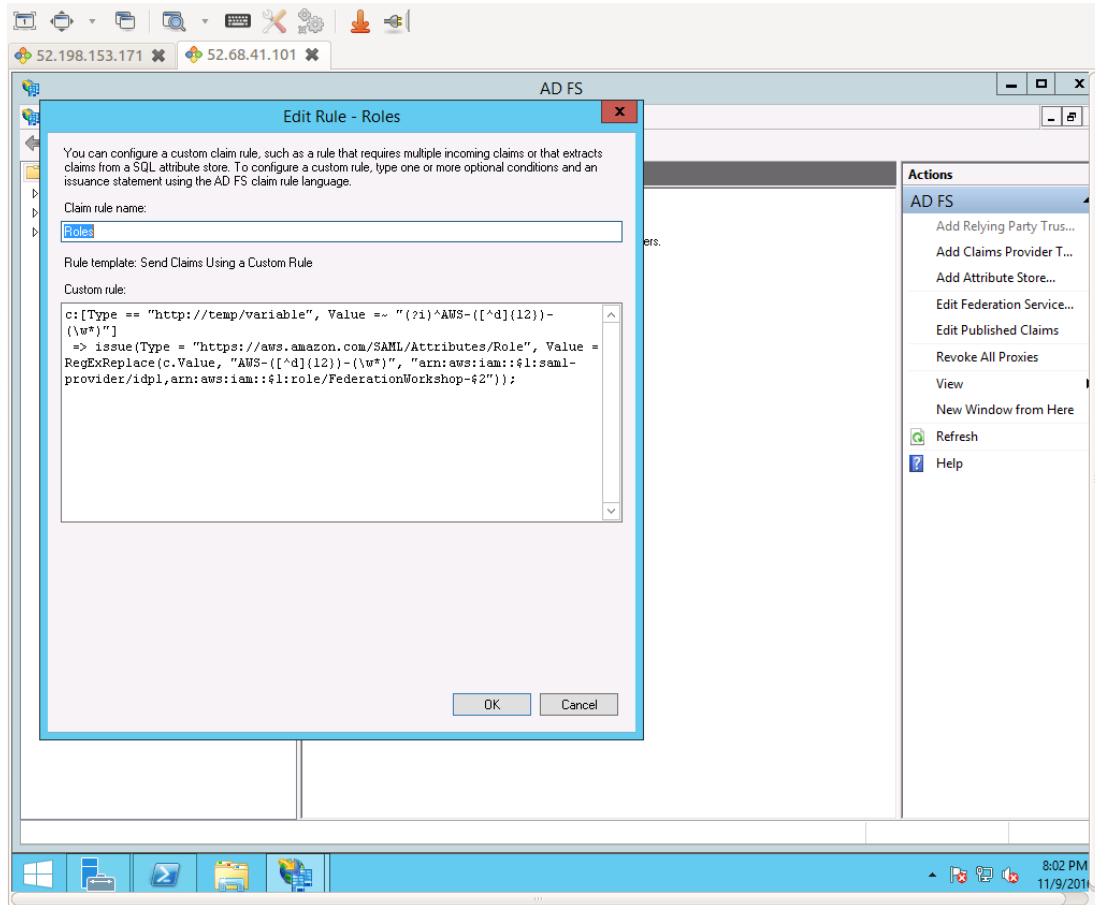 52.198.153.171
52.68.41.101
AD FS
Edit Rule - Roles
You can configure a custom claim rule, such as a rule that requires multiple incoming claims or that extracts
claims from a SQL attribute store. To configure a custom rule, type one or more optional conditions and an
issuance statement using the AD FS claim rule language.
Claim rule name:
Roles
ers.
Rule template: Send Claims Using a Custom Rule
Custom rule:
c:[Type == "http://temp/variable", Value =~ "(?i)^AWS-([^d]{12})-
(\w*)"]
=> issue(Type = "https://aws.amazon.com/SAML/Attributes/Role", Value =
RegExReplace(c.Value, "AWS-([^d]{12})-(\w*)", "arn:aws:iam::$1:saml-
provider/idp1,arn:aws:iam::$1:role/FederationWorkshop-$2"));
OK
Cancel
Actions
AD FS
Add Relying Party Trus...
Add Claims Provider T...
Add Attribute Store...
Edit Federation Service...
Edit Published Claims
Revoke All Proxies
View
New Window from Here
Refresh
Help
8:02 PM